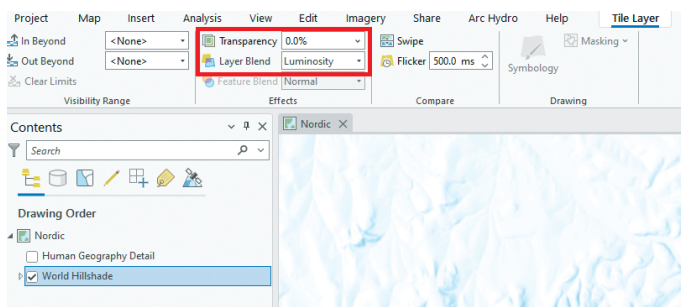 Project Map Insert Analysis View Edit Imagery Share Arc Hydro Help Tile Layer
In Beyond <None> Transparency 0.0% Swipe Masking
Out Beyond <None> Layer Blend Luminosity Flicker 500.0 ms Symbology
Clear Limits Feature Blend Normal
Visibility Range Effects Compare Drawing
Contents Nordic
Search
Drawing Order
Nordic
Human Geography Detail
World Hillshade